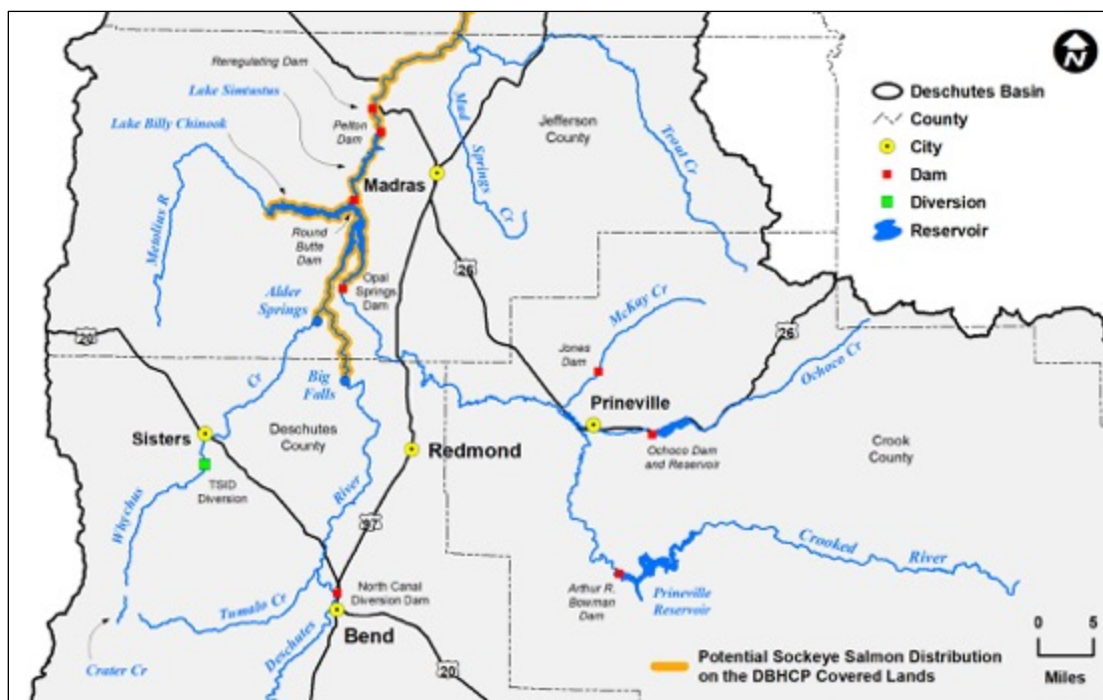 Reregulating Dam
Lake Simtustus
Lake Billy Chinook
Pelton
Dam
Mud
Springs
Cr
Jefferson
County
Trout Cr
Madras
Metolius R
Round
Butte
Dam
26
Opal
Springs
Dam
Alder
Springs
McKay Cr
Jones
Dam
20
26
Ochoco Cr
Cr
Big
Falls
Prineville
Sisters
Deschutes
County
Redmond
Ochoco Dam
and Reservoir
Crook
County
TSID
Diversion
River
Whychus
97
Crooked
River
North Canal
Diversion Dam
Arthur R.
Bowman
Dam
Prineville
Reservoir
Tumalo Cr
Bend
Deschutes
Crater Cr
20
N
Deschutes Basin
County
City
Dam
Diversion
Reservoir
0 5
Miles
Potential Sockeye Salmon Distribution
on the DBHCP Covered Lands